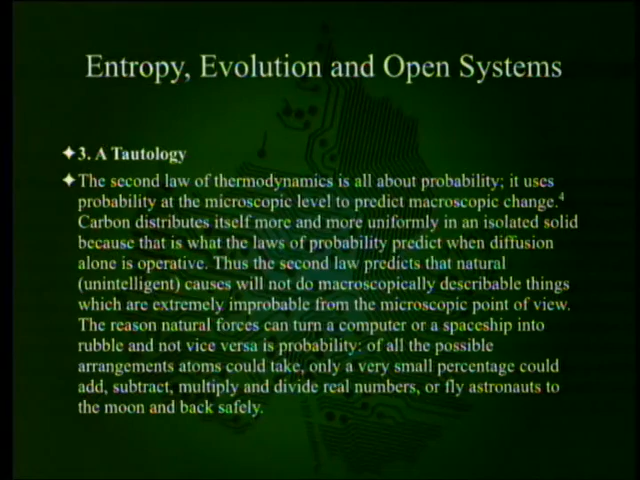 Entropy, Evolution and Open Systems
3. A Tautology
The second law of thermodynamics is all about probability; it uses
probability at the microscopic level to predict macroscopic change.4
Carbon distributes itself more and more uniformly in an isolated solid
because that is what the laws of probability predict when diffusion
alone is operative. Thus the second law predicts that natural
(unintelligent) causes will not do macroscopically describable things
which are extremely improbable from the microscopic point of view.
The reason natural forces can turn a computer or a spaceship into
rubble and not vice versa is probability: of all the possible
arrangements atoms could take, only a very small percentage could
add, subtract, multiply and divide real numbers, or fly astronauts to
the moon and back safely.